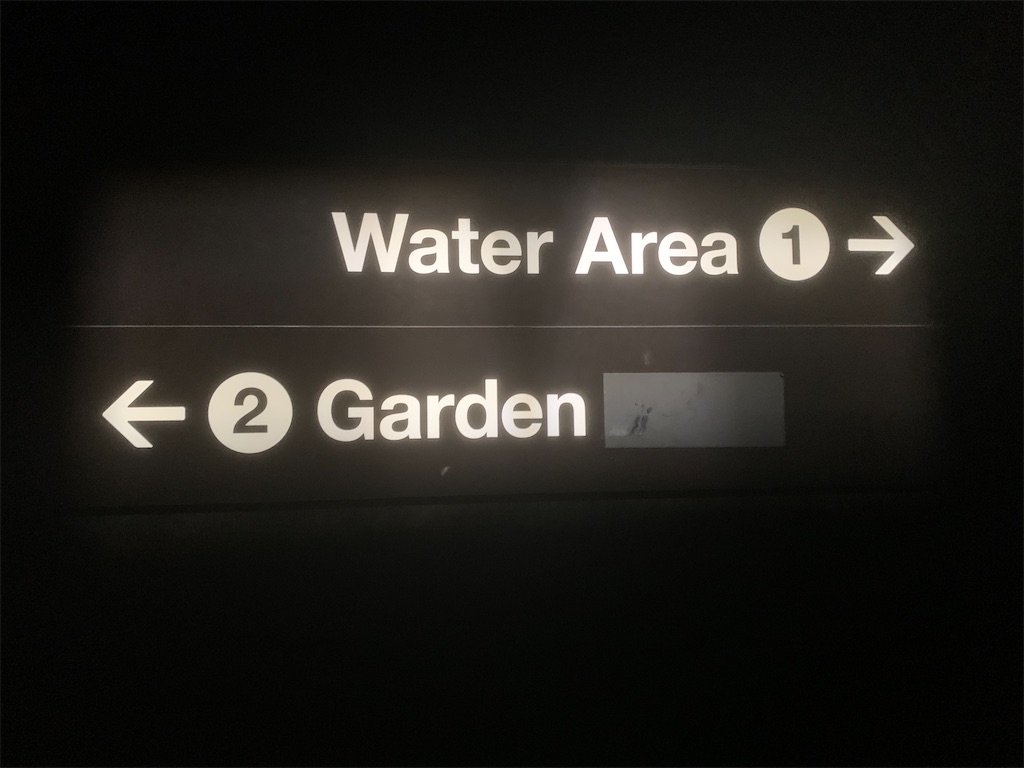 Water Area 1 →
← 2 Garden